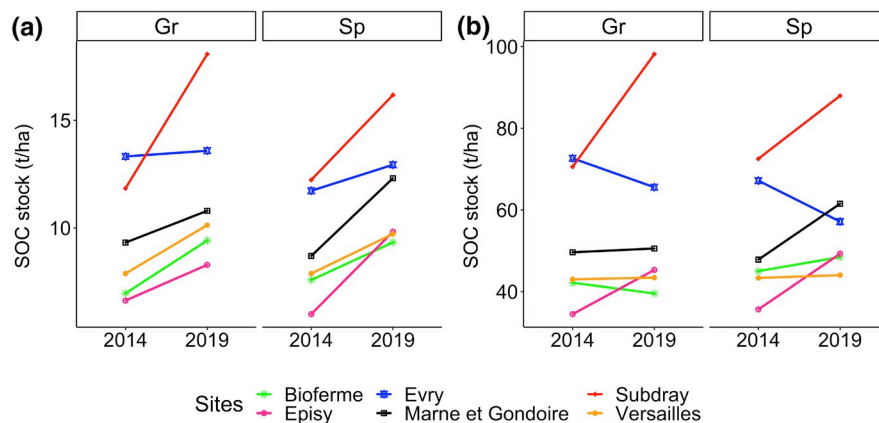 (a)
Gr
Sp
SOC stock (t/ha)
15
10
2014
2019
2014
2019
(b)
Gr
Sp
SOC stock (t/ha)
100
80
60
40
2014
2019
2014
2019
Sites
Bioferme
Evry
Subdray
Episy
Marne et Gondoire
Versailles